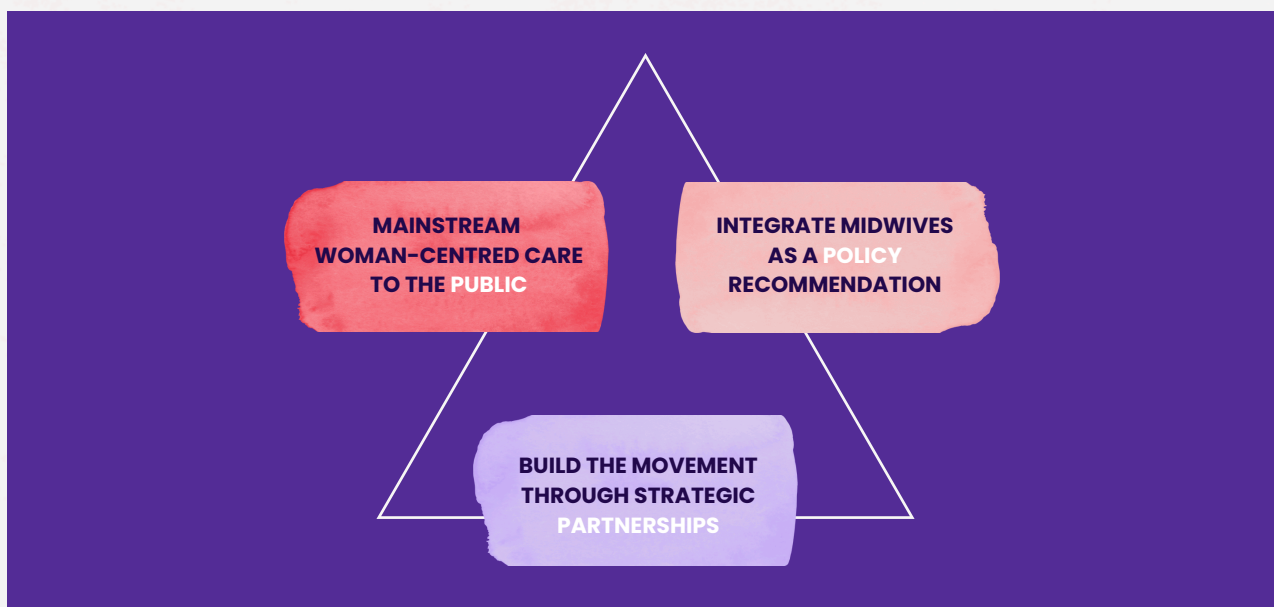 MAINSTREAM
WOMAN-CENTRED CARE
TO THE PUBLIC
INTEGRATE MIDWIVES
AS A POLICY
RECOMMENDATION
BUILD THE MOVEMENT
THROUGH STRATEGIC
PARTNERSHIPS